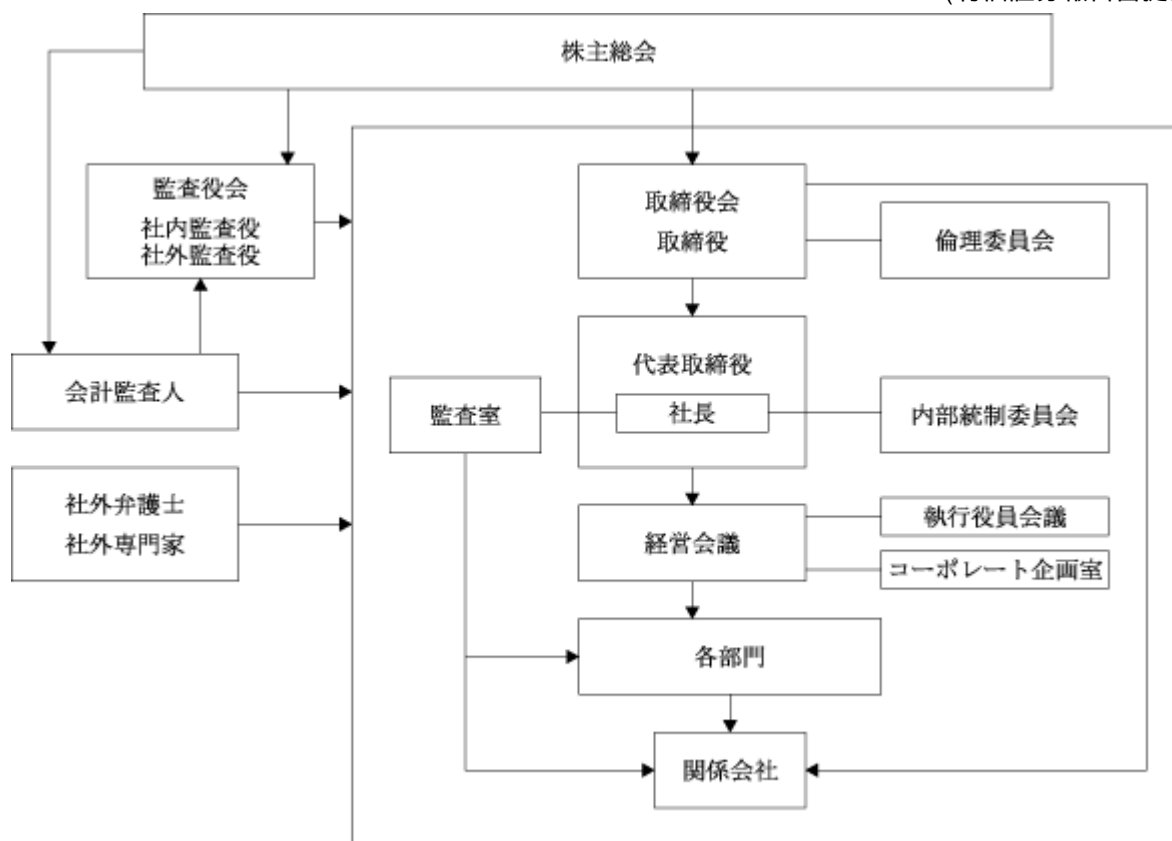 株主総会
監査役会
社内監査役
社外監査役
取締役会
取締役
倫理委員会
代表取締役
社長
会計監査人
監査室
内部統制委員会
社外弁護士
社外専門家
経営会議
執行役員会議
コーポレート企画室
各部門
関係会社